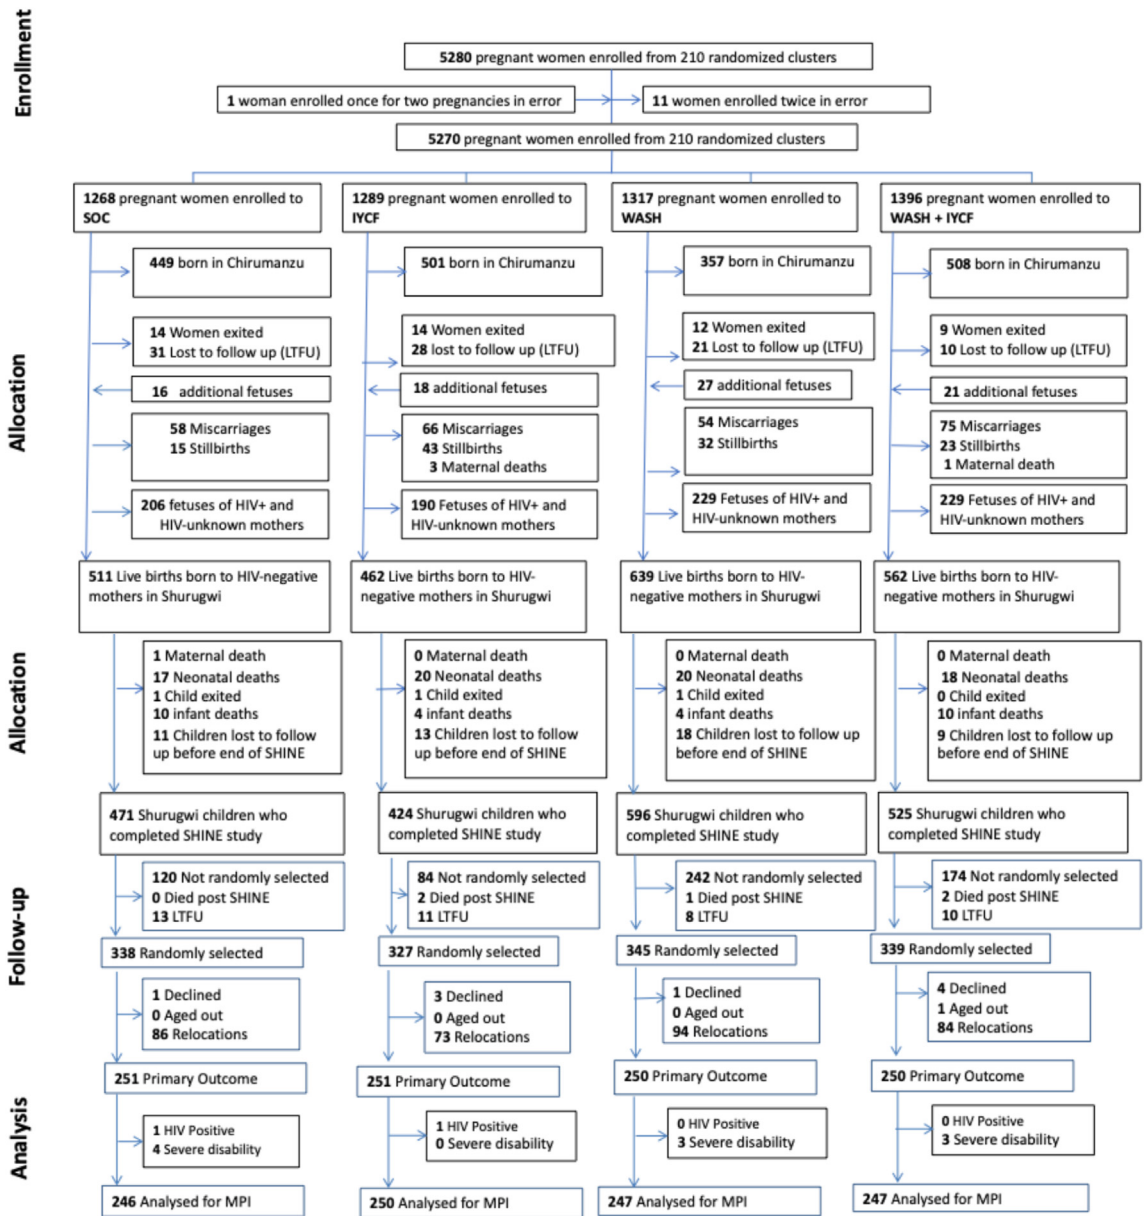 Enrollment
5280 pregnant women enrolled from 210 randomized clusters
1 woman enrolled once for two pregnancies in error
11 women enrolled twice in error
5270 pregnant women enrolled from 210 randomized clusters
Allocation
1268 pregnant women enrolled to
SOC
449 born in Chirumanzu
14 Women exited
31 Lost to follow up (LTFU)
16 additional fetuses
58 Miscarriages
15 Stillbirths
206 fetuses of HIV+ and
HIV-unknown mothers
511 Live births born to HIV-negative
mothers in Shurugwi
1289 pregnant women enrolled to
IYCF
501 born in Chirumanzu
14 Women exited
28 lost to follow up (LTFU)
18 additional fetuses
66 Miscarriages
43 Stillbirths
3 Maternal deaths
190 Fetuses of HIV+ and
HIV-unknown mothers
462 Live births born to HIV-
negative mothers in Shurugwi
1317 pregnant women enrolled to
WASH
357 born in Chirumanzu
12 Women exited
21 Lost to follow up (LTFU)
27 additional fetuses
54 Miscarriages
32 Stillbirths
229 Fetuses of HIV+ and
HIV-unknown mothers
639 Live births born to HIV-
negative mothers in Shurugwi
1396 pregnant women enrolled to
WASH + IYCF
508 born in Chirumanzu
9 Women exited
10 Lost to follow up (LTFU)
21 additional fetuses
75 Miscarriages
23 Stillbirths
1 Maternal death
229 Fetuses of HIV+ and
HIV-unknown mothers
562 Live births born to HIV-
negative mothers in Shurugwi
Allocation
1 Maternal death
17 Neonatal deaths
1 Child exited
10 infant deaths
11 Children lost to follow
up before end of SHINE
471 Shurugwi children who
completed SHINE study
0 Maternal death
20 Neonatal deaths
1 Child exited
4 infant deaths
13 Children lost to follow
up before end of SHINE
424 Shurugwi children who
completed SHINE study
0 Maternal death
20 Neonatal deaths
1 Child exited
4 infant deaths
18 Children lost to follow up
before end of SHINE
596 Shurugwi children who
completed SHINE study
0 Maternal death
18 Neonatal deaths
0 Child exited
10 infant deaths
9 Children lost to follow up
before end of SHINE
525 Shurugwi children who
completed SHINE study
Follow-up
120 Not randomly selected
0 Died post SHINE
13 LTFU
338 Randomly selected
1 Declined
0 Aged out
86 Relocations
84 Not randomly selected
2 Died post SHINE
11 LTFU
327 Randomly selected
3 Declined
0 Aged out
73 Relocations
242 Not randomly selected
1 Died post SHINE
8 LTFU
345 Randomly selected
1 Declined
0 Aged out
94 Relocations
174 Not randomly selected
2 Died post SHINE
10 LTFU
339 Randomly selected
4 Declined
1 Aged out
84 Relocations
Analysis
251 Primary Outcome
1 HIV Positive
4 Severe disability
246 Analysed for MPI
251 Primary Outcome
1 HIV Positive
0 Severe disability
250 Analysed for MPI
250 Primary Outcome
0 HIV Positive
3 Severe disability
247 Analysed for MPI
250 Primary Outcome
0 HIV Positive
3 Severe disability
247 Analysed for MPI